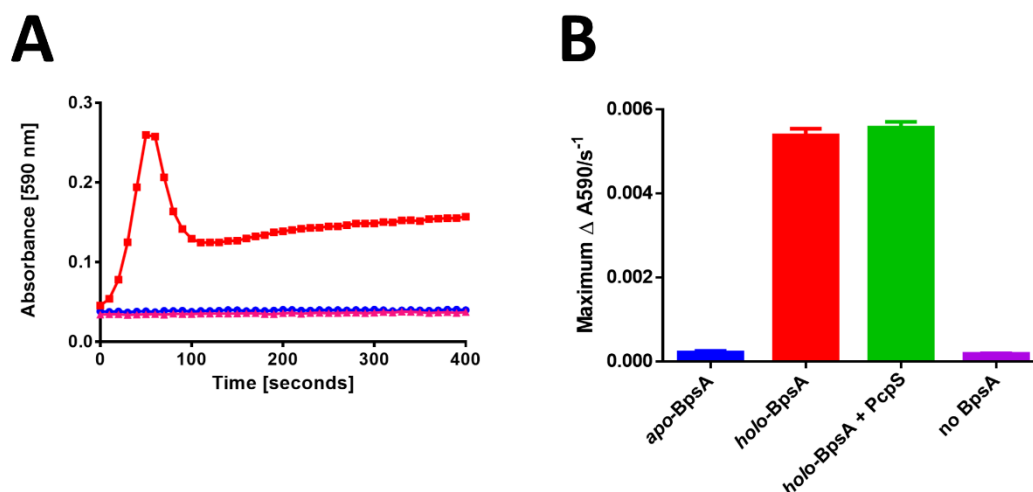 A
B
Absorbance [590 nm]
0.3
0.2
0.1
0.0
0
100
200
300
400
Time [seconds]
Maximum Δ A590/s⁻¹
0.006
0.004
0.002
0.000
apo-BpsA
holo-BpsA
holo-BpsA + PcpS
no BpsA